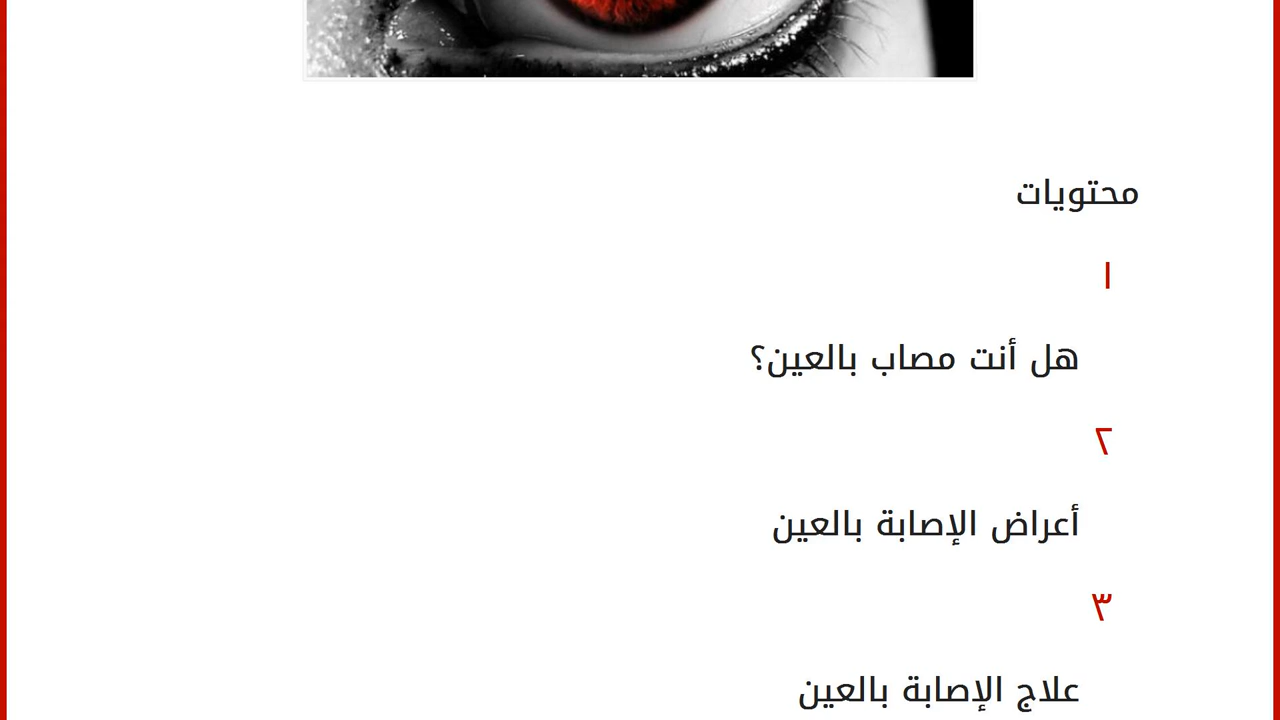 محتويات
١
هل أنت مصاب بالعين؟
٢
أعراض الإصابة بالعين
٣
علاج الإصابة بالعين